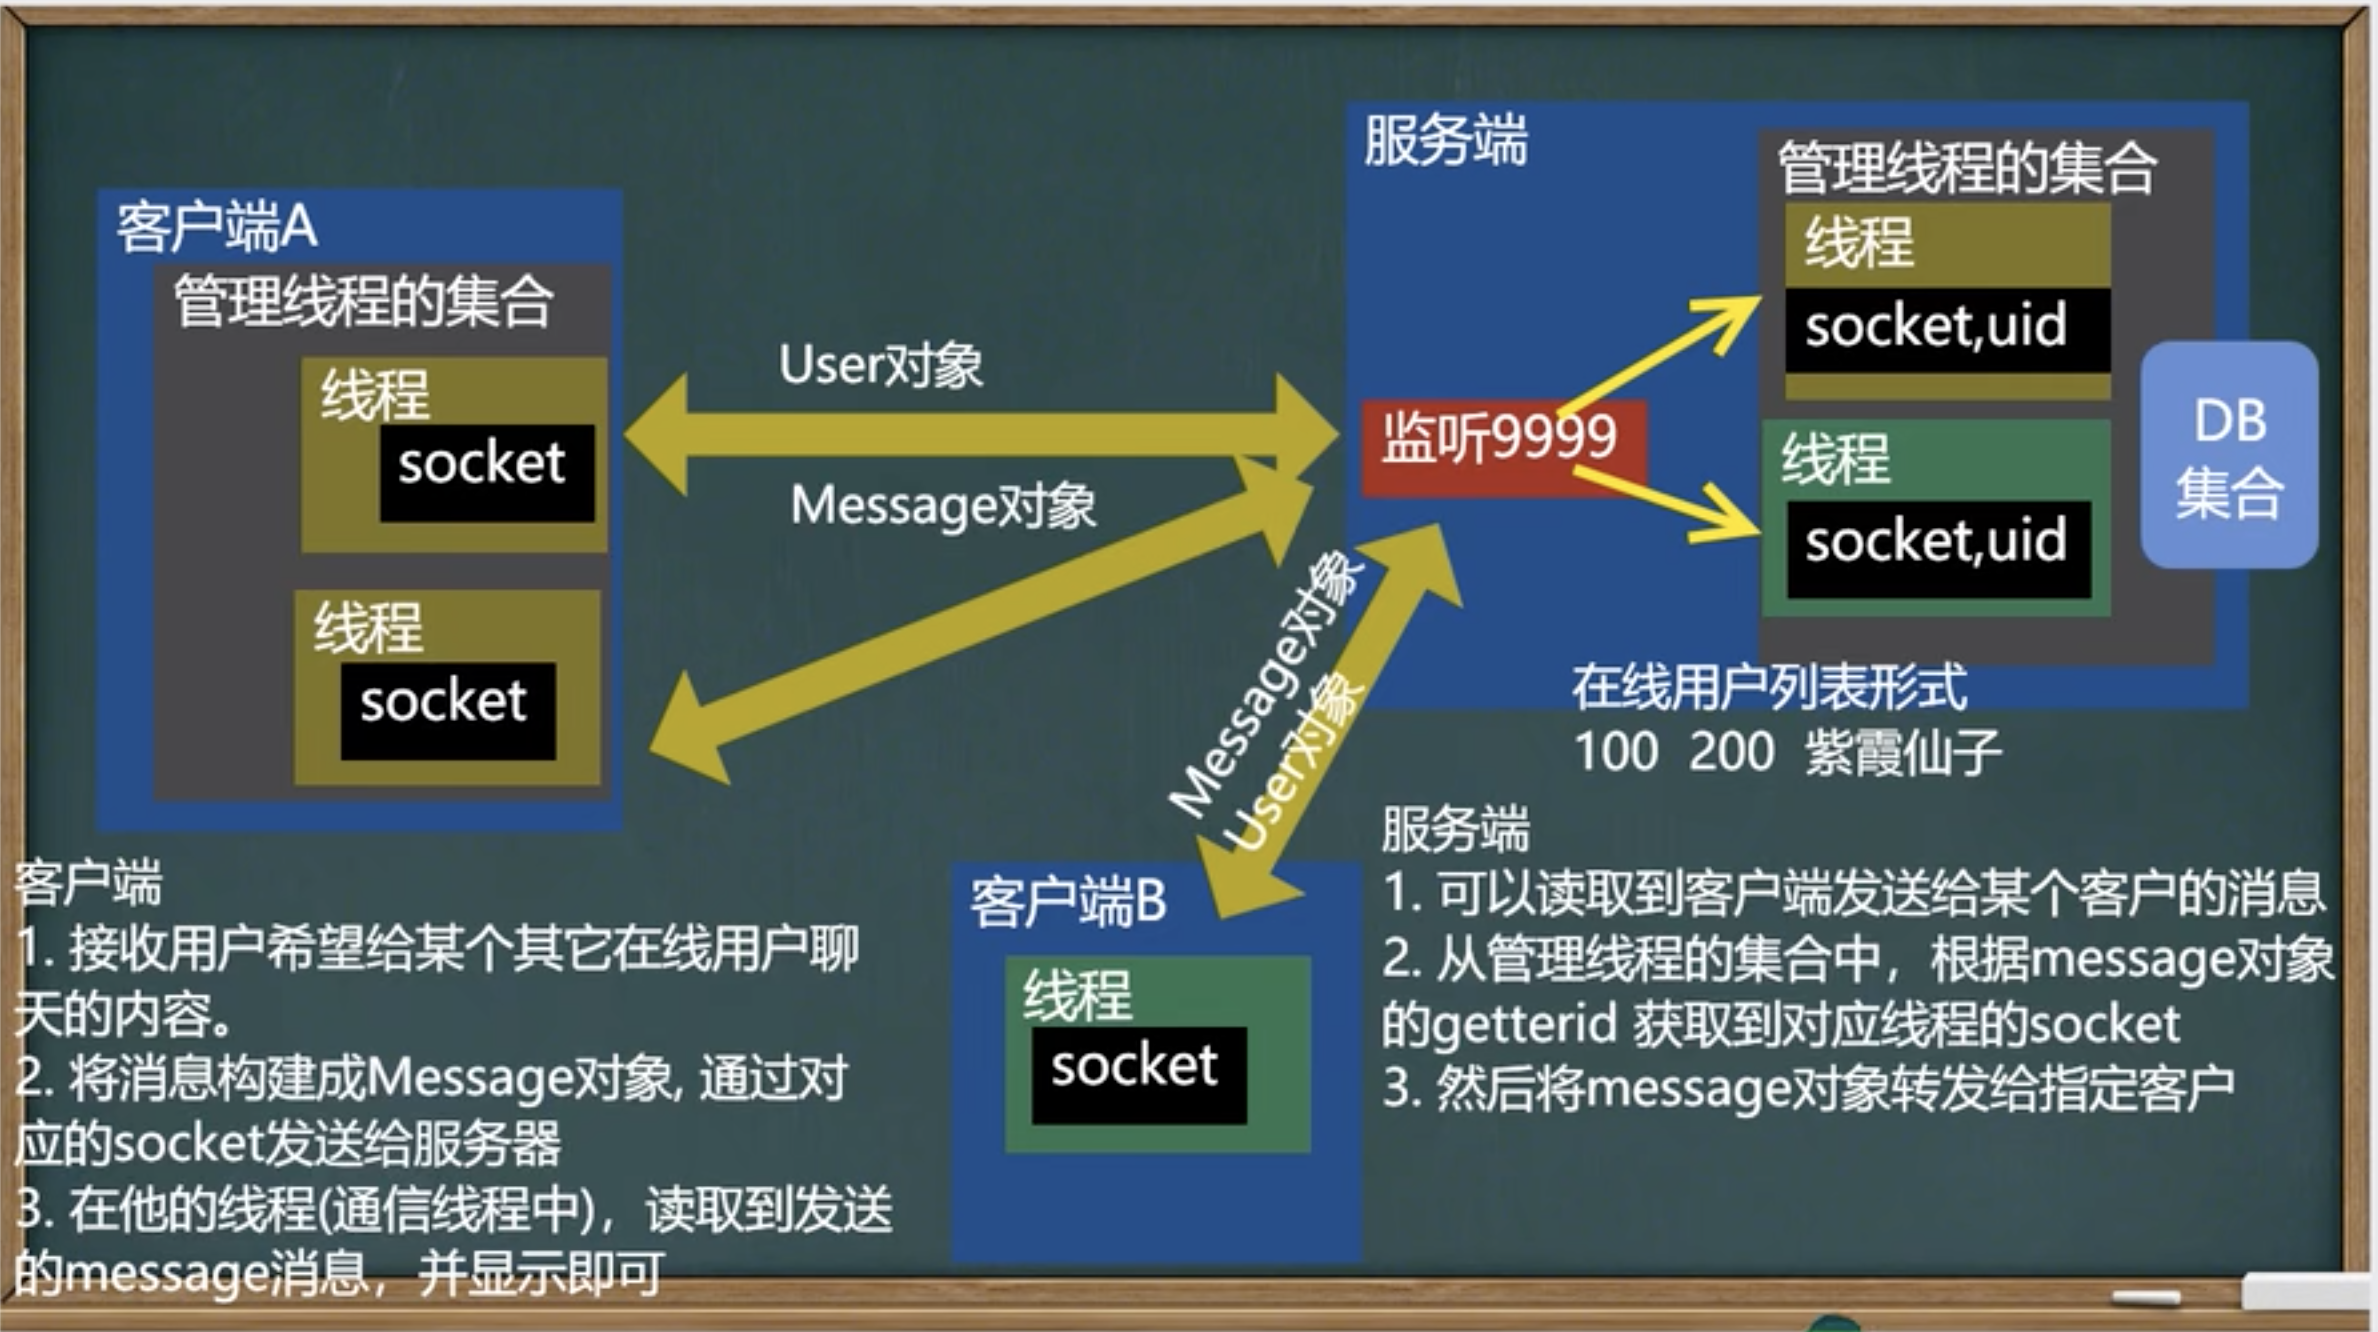 服务端
管理线程的集合
线程
socket,uid
线程
socket,uid
DB
集合
监听9999
客户端A
管理线程的集合
线程
socket
线程
socket
User对象
Message对象
Message对象
User对象
在线用户列表形式
100 200 紫霞仙子
客户端B
线程
socket
客户端
1. 接收用户希望给某个其它在线用户聊
天的内容。
2. 将消息构建成Message对象, 通过对
应的socket发送给服务器
3. 在他的线程(通信线程中)，读取到发送
的message消息，并显示即可
服务端
1. 可以读取到客户端发送给某个客户的消息
2. 从管理线程的集合中，根据message对象
的getterid 获取到对应线程的socket
3. 然后将message对象转发给指定客户